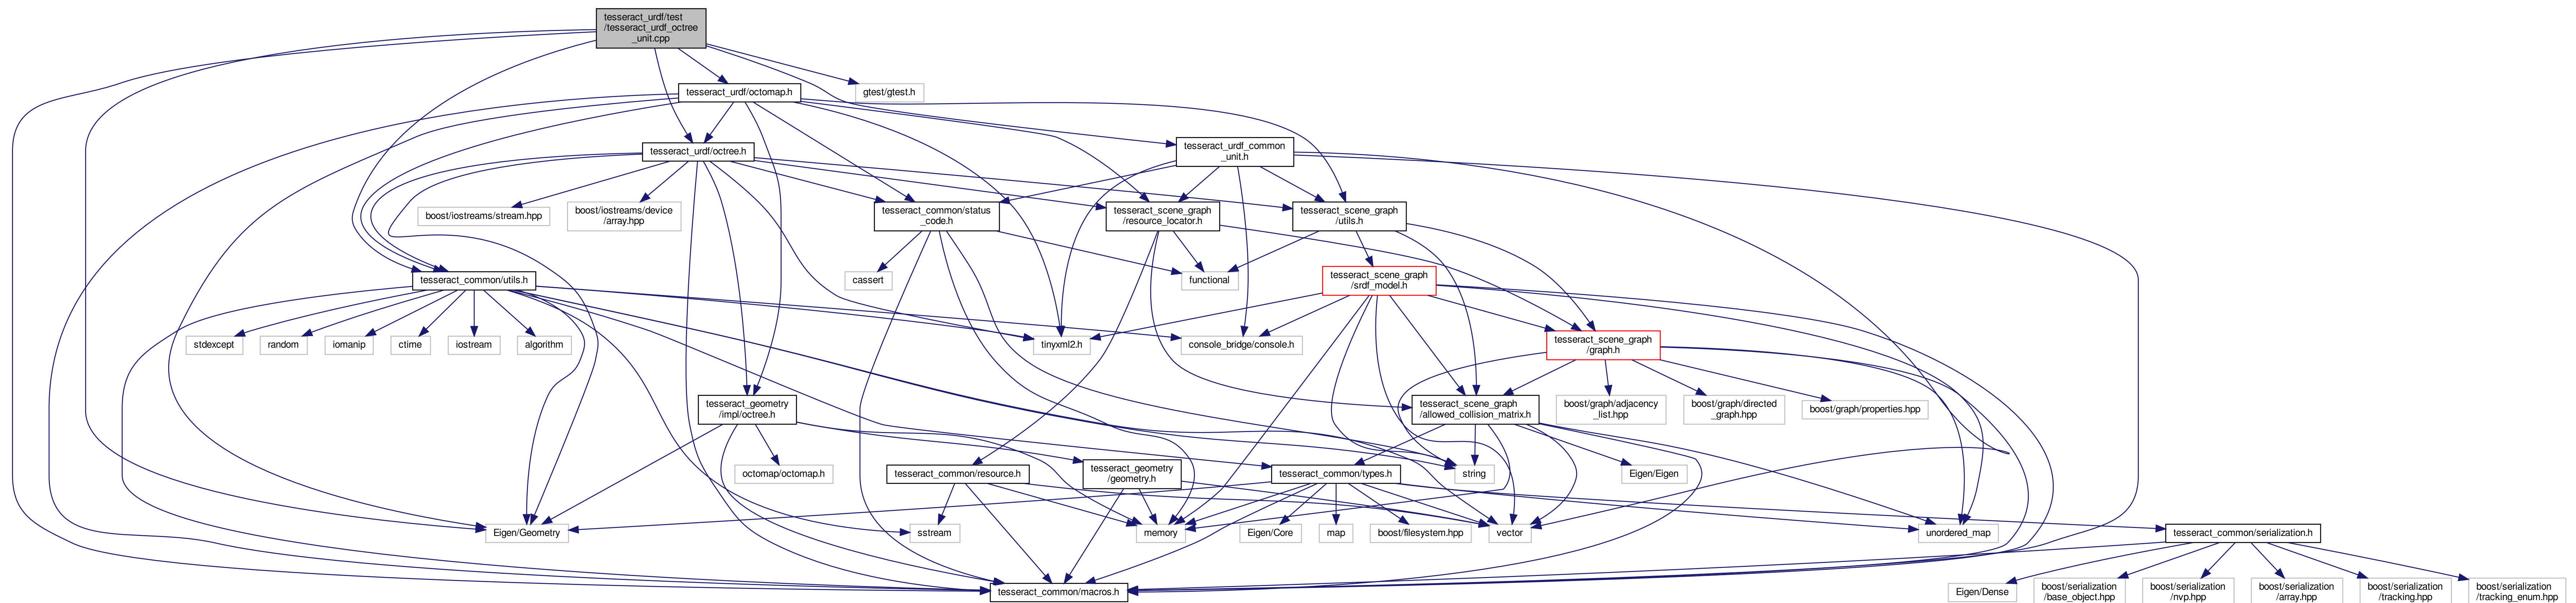 tesseract_urdf/test
/tesseract_urdf_octree
_unit.cpp
tesseract_urdf/octomap.h
gtest/gtest.h
tesseract_urdf/octree.h
tesseract_urdf_common
_unit.h
boost/iostreams/stream.hpp
boost/iostreams/device
/array.hpp
tesseract_common/status
_code.h
tesseract_scene_graph
/resource_locator.h
tesseract_scene_graph
/utils.h
tesseract_common/utils.h
cassert
functional
tesseract_scene_graph
/srdf_model.h
stdexcept
random
iomanip
ctime
iostream
algorithm
tinyxml2.h
console_bridge/console.h
tesseract_scene_graph
/graph.h
tesseract_geometry
/impl/octree.h
tesseract_scene_graph
/allowed_collision_matrix.h
boost/graph/adjacency
_list.hpp
boost/graph/directed
_graph.hpp
boost/graph/properties.hpp
octomap/octomap.h
tesseract_common/resource.h
tesseract_geometry
/geometry.h
tesseract_common/types.h
string
Eigen/Eigen
Eigen/Geometry
sstream
memory
Eigen/Core
map
boost/filesystem.hpp
vector
unordered_map
tesseract_common/serialization.h
tesseract_common/macros.h
Eigen/Dense
boost/serialization
/base_object.hpp
boost/serialization
/nvp.hpp
boost/serialization
/array.hpp
boost/serialization
/tracking.hpp
boost/serialization
/tracking_enum.hpp